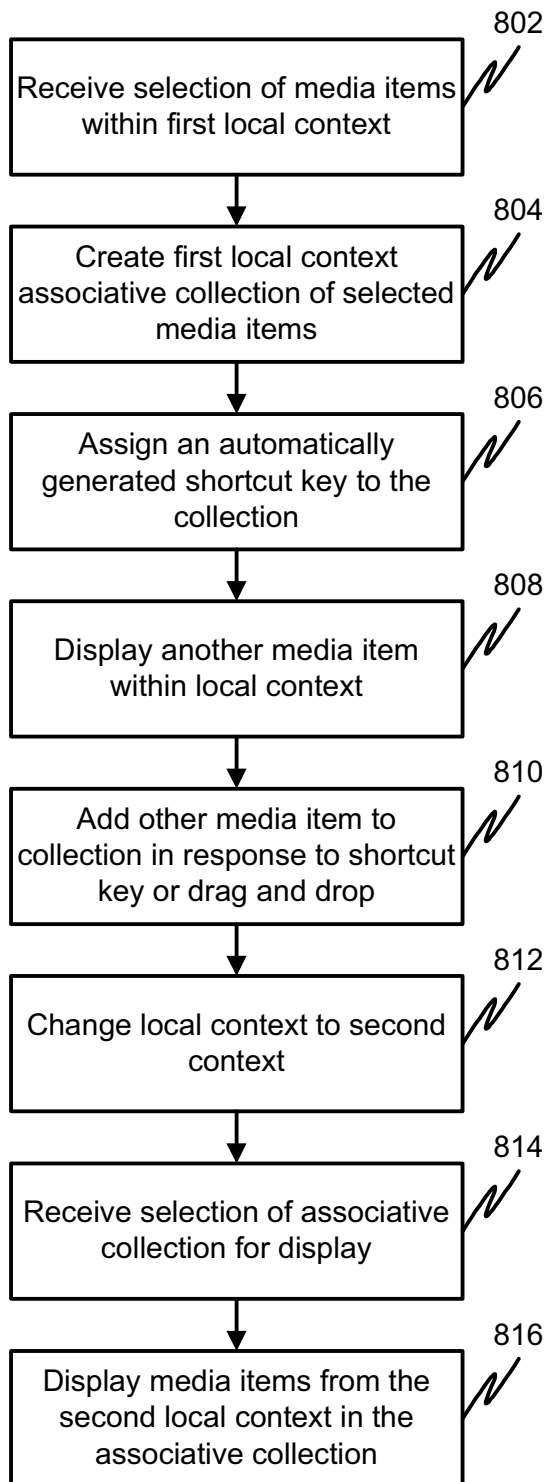 802
Receive selection of media items
within first local context
804
Create first local context
associative collection of selected
media items
806
Assign an automatically
generated shortcut key to the
collection
808
Display another media item
within local context
810
Add other media item to
collection in response to shortcut
key or drag and drop
812
Change local context to second
context
814
Receive selection of associative
collection for display
816
Display media items from the
second local context in the
associative collection